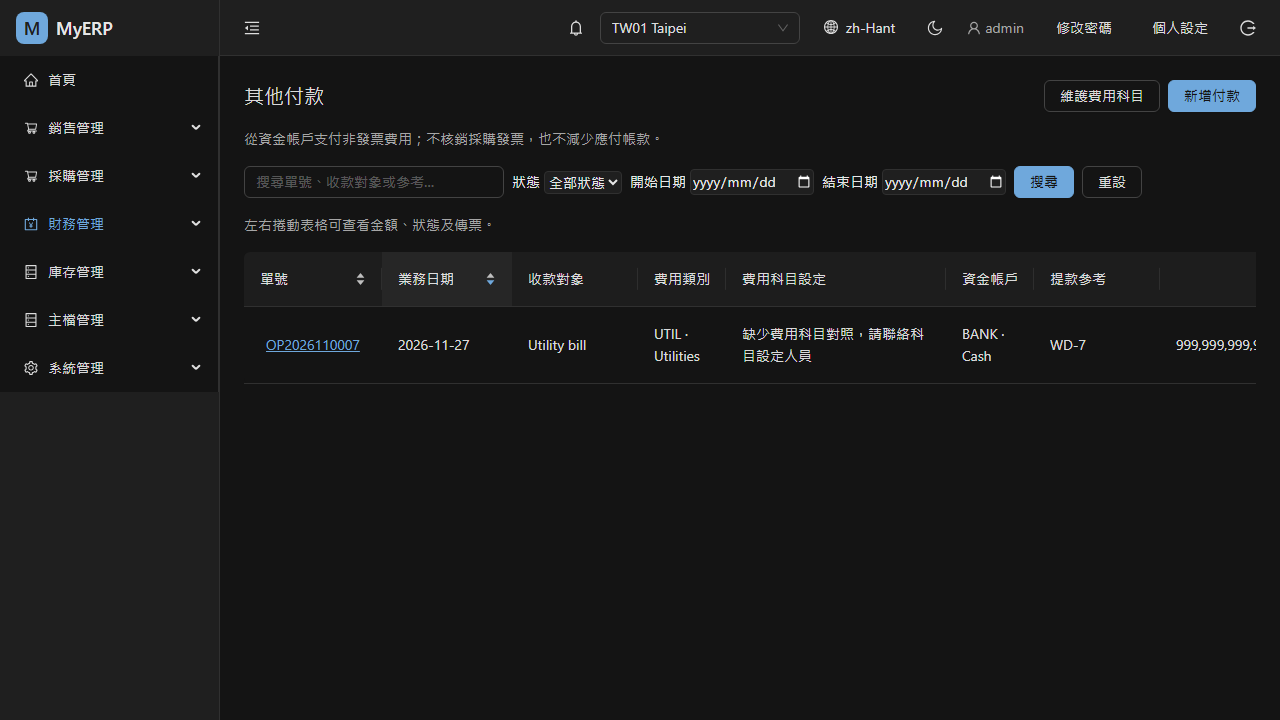 M MyERP
TW01 Taipei
zh-Hant
admin
修改密碼
個人設定
首頁
銷售管理
採購管理
財務管理
庫存管理
主檔管理
系統管理
其他付款
維護費用科目
新增付款
從資金帳戶支付非發票費用；不核銷採購發票，也不減少應付帳款。
搜尋單號、收款對象或參考...
狀態 全部狀態 開始日期 yyyy/mm/dd 結束日期 yyyy/mm/dd 搜尋 重設
左右捲動表格可查看金額、狀態及傳票。
單號 業務日期 收款對象 費用類別 費用科目設定 資金帳戶 提款參考
OP2026110007 2026-11-27 Utility bill
UTIL ·
Utilities
缺少費用科目對照，請聯絡科
目設定人員
BANK ·
Cash
WD-7
999,999,999,9